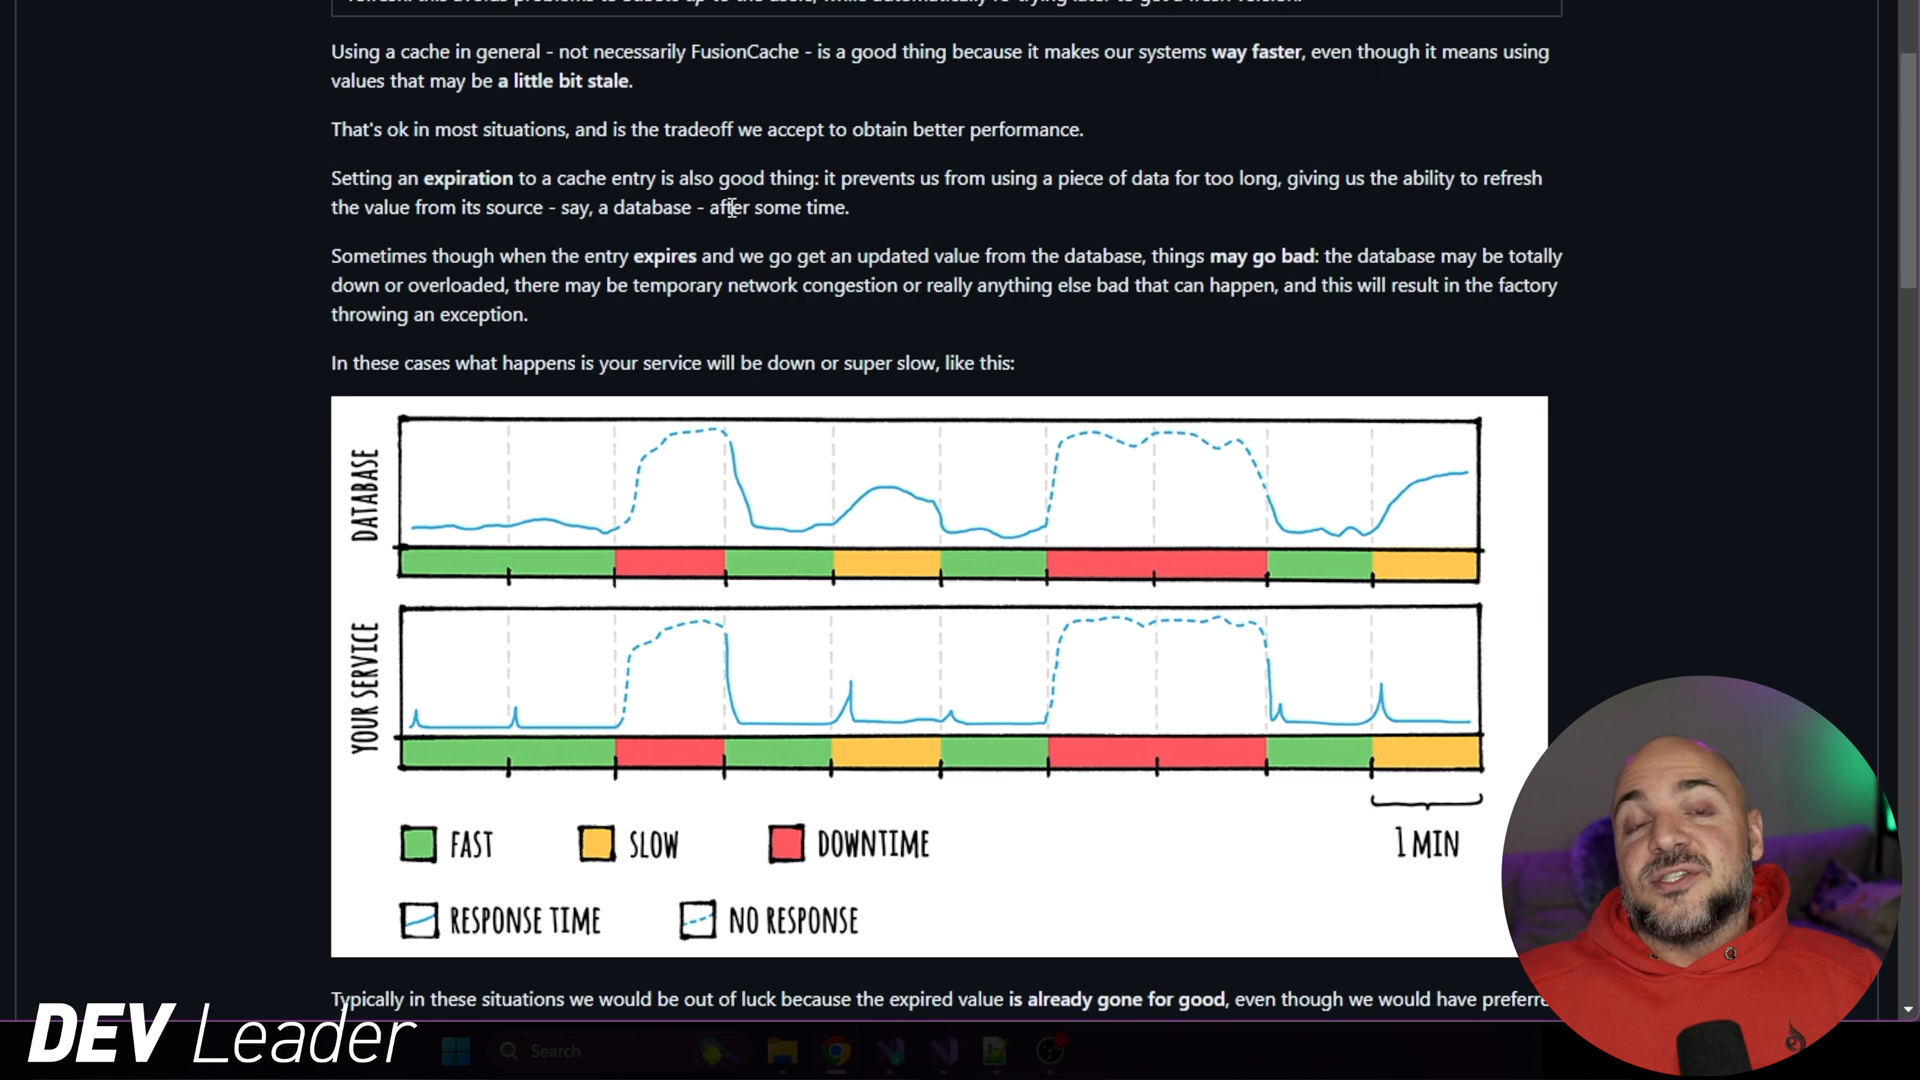 Using a cache in general - not necessarily FusionCache - is a good thing because it makes our systems way faster, even though it means using
values that may be a little bit stale.
That's ok in most situations, and is the tradeoff we accept to obtain better performance.
Setting an expiration to a cache entry is also good thing: it prevents us from using a piece of data for too long, giving us the ability to refresh
the value from its source - say, a database - after some time.
Sometimes though when the entry expires and we go get an updated value from the database, things may go bad: the database may be totally
down or overloaded, there may be temporary network congestion or really anything else bad that can happen, and this will result in the factory
throwing an exception.
In these cases what happens is your service will be down or super slow, like this:
DATABASE
YOUR SERVICE
FAST
SLOW
DOWNTIME
1 MIN
RESPONSE TIME
NO RESPONSE
Typically in these situations we would be out of luck because the expired value is already gone for good, even though we would have
DEV Leader
Search